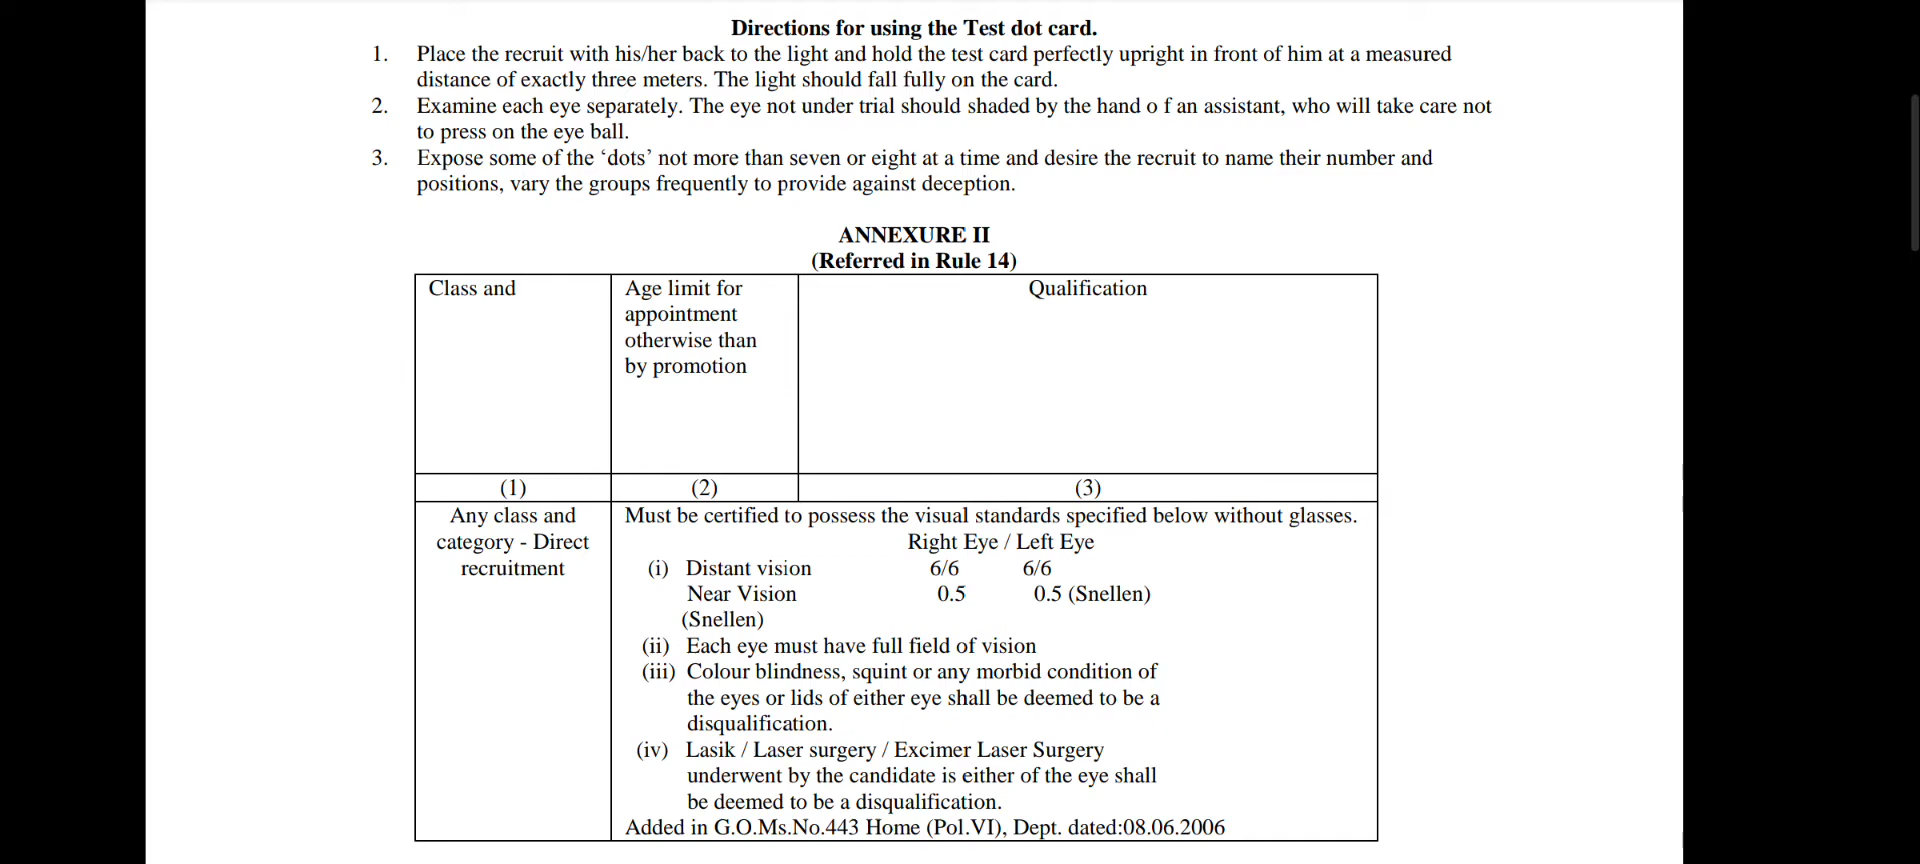 Directions for using the Test dot card.
1. Place the recruit with his/her back to the light and hold the test card perfectly upright in front of him at a measured
distance of exactly three meters. The light should fall fully on the card.
2. Examine each eye separately. The eye not under trial should shaded by the hand o f an assistant, who will take care not
to press on the eye ball.
3. Expose some of the ‘dots’ not more than seven or eight at a time and desire the recruit to name their number and
positions, vary the groups frequently to provide against deception.
ANNEXURE II
(Referred in Rule 14)
Class and
Age limit for
appointment
otherwise than
by promotion
Qualification
(1) (2) (3)
Any class and
category - Direct
recruitment
Must be certified to possess the visual standards specified below without glasses.
Right Eye / Left Eye
(i) Distant vision 6/6 6/6
Near Vision 0.5 0.5 (Snellen)
(Snellen)
(ii) Each eye must have full field of vision
(iii) Colour blindness, squint or any morbid condition of
the eyes or lids of either eye shall be deemed to be a
disqualification.
(iv) Lasik / Laser surgery / Excimer Laser Surgery
underwent by the candidate is either of the eye shall
be deemed to be a disqualification.
Added in G.O.Ms.No.443 Home (Pol.VI), Dept. dated:08.06.2006